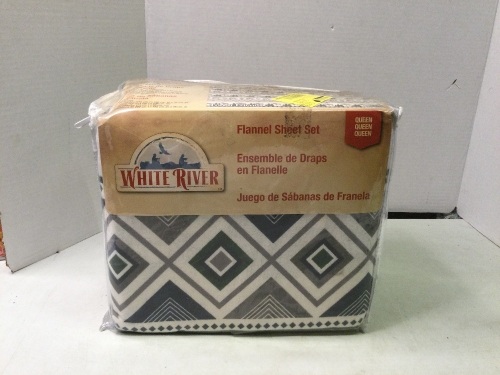 WHITE RIVER
Flannel Sheet Set
Ensemble de Draps
en Flanelle
Juego de Sábanas de Franela
QUEEN
QUEEN
QUEEN